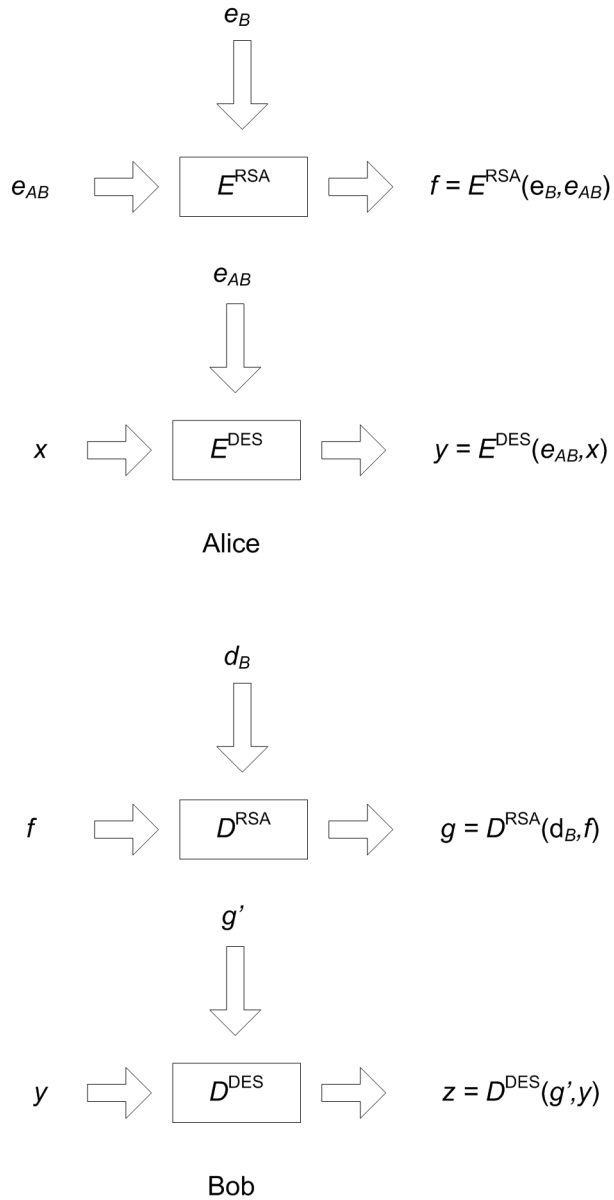 e_B
e_AB E^RSA f = E^RSA(e_B,e_AB)
e_AB
x E^DES y = E^DES(e_AB,x)
Alice
d_B
f D^RSA g = D^RSA(d_B,f)
g'
y D^DES z = D^DES(g',y)
Bob